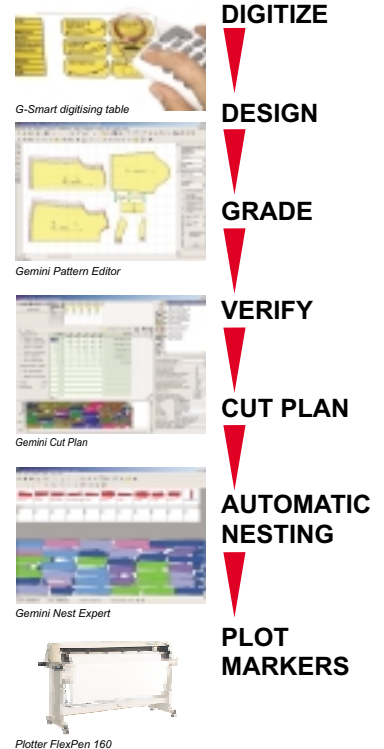 DIGITIZE
G-Smart digitising table
DESIGN
GRADE
Gemini Pattern Editor
VERIFY
CUT PLAN
Gemini Cut Plan
AUTOMATIC
NESTING
Gemini Nest Expert
PLOT
MARKERS
Plotter FlexPen 160